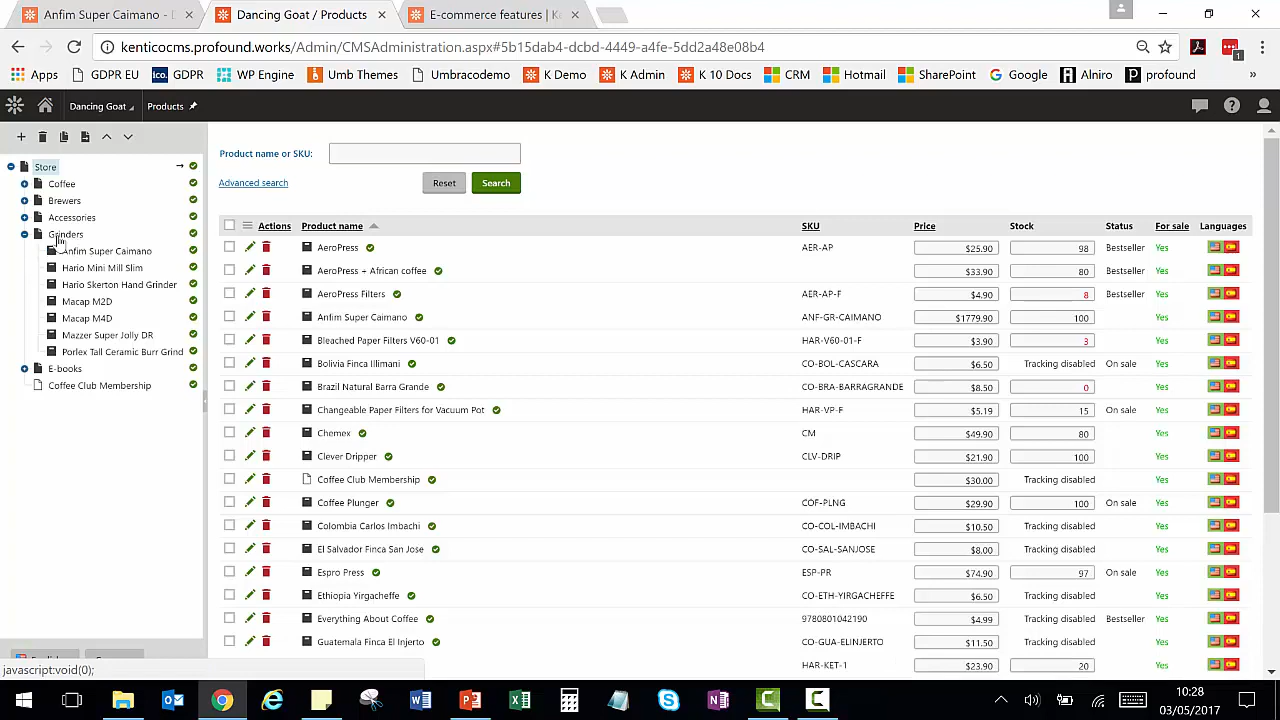 Anfim Super Caimano - D
Dancing Goat / Products
E-commerce features | Ke
kenticocms.profound.works/Admin/CMSAdministration.aspx#5b15dab4-dcbd-4449-a4fe-5dd2a48e08b4
Apps GDPR EU ico. GDPR WP Engine Umb Themes Umbracodemo K Demo K Admin K 10 Docs CRM Hotmail SharePoint Google Alniro profound »
Dancing Goat Products
Store
Coffee
Brewers
Accessories
Grinders
Anfim Super Caimano
Hario Mini Mill Slim
Hario Skerton Hand Grinder
Macap M2D
Macap M4D
Mazzer Super Jolly DR
Porlex Tall Ceramic Burr Grind
E-books
Coffee Club Membership
Product name or SKU:
Advanced search Reset Search
Actions Product name SKU Price Stock Status For sale Languages
AeroPress AER-AP $25.90 98 Bestseller Yes
AeroPress + African coffee $33.90 80 Bestseller Yes
AeroPress Filters AER-AP-F $4.90 8 Bestseller Yes
Anfim Super Caimano ANF-GR-CAIMANO $1779.90 100 Yes
Bleached Paper Filters V60-01 HAR-V60-01-F $3.90 3 Yes
Bolivia Finca Illimani CO-BOL-CASCARA $6.50 Tracking disabled On sale Yes
Brazil Natural Barra Grande CO-BRA-BARRAGRANDE $8.50 0 Yes
Changeable Paper Filters for Vacuum Pot HAR-VP-F $5.19 15 On sale Yes
Chemex CM $49.90 80 Yes
Clever Dripper CLV-DRIP $21.90 100 Yes
Coffee Club Membership $30.00 Tracking disabled Yes
Coffee Plunger COF-PLNG $29.90 100 On sale Yes
Colombia Carlos Imbachi CO-COL-IMBACHI $10.50 Tracking disabled Yes
El Salvador Finca San Jose CO-SAL-SANJOSE $8.00 Tracking disabled Yes
Espro Press ESP-PR $74.90 97 On sale Yes
Ethiopia Yirgacheffe CO-ETH-YIRGACHEFFE $6.50 Tracking disabled Yes
Everything About Coffee 9780801042190 $4.99 Tracking disabled Bestseller Yes
Guatemala Finca El Injerto CO-GUA-ELINJERTO $11.50 Tracking disabled Yes
HAR-KET-1 $23.90 20 Yes
javascript:void(0);
10:28
03/05/2017